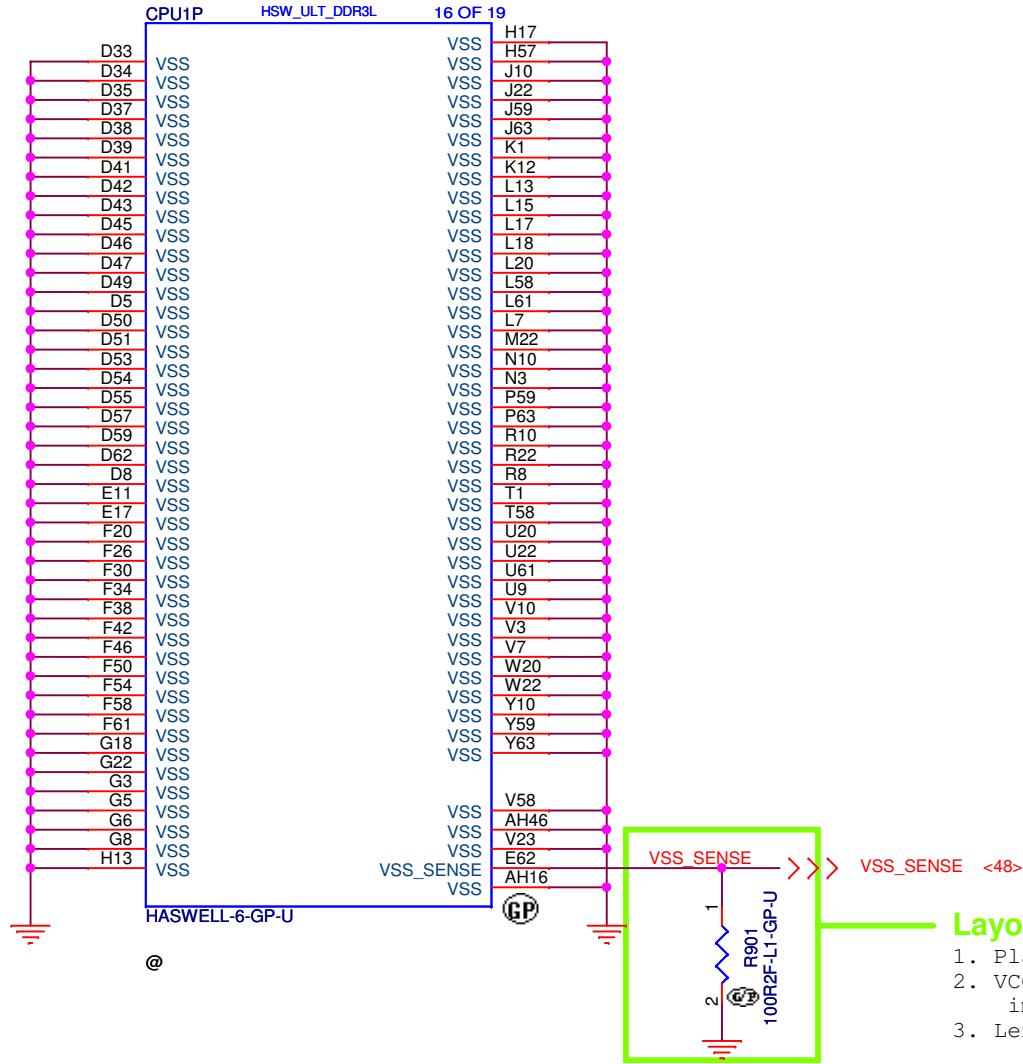 CPU1P HSW_ULT_DDR3L 16 OF 19
D33 VSS
D34 VSS
D35 VSS
D37 VSS
D38 VSS
D39 VSS
D41 VSS
D42 VSS
D43 VSS
D45 VSS
D46 VSS
D47 VSS
D49 VSS
D5 VSS
D50 VSS
D51 VSS
D53 VSS
D54 VSS
D55 VSS
D57 VSS
D59 VSS
D62 VSS
D8 VSS
E11 VSS
E17 VSS
F20 VSS
F26 VSS
F30 VSS
F34 VSS
F38 VSS
F42 VSS
F46 VSS
F50 VSS
F54 VSS
F58 VSS
F61 VSS
G18 VSS
G22 VSS
G3 VSS
G5 VSS
G6 VSS
G8 VSS
H13 VSS
VSS H17
VSS H57
VSS J10
VSS J22
VSS J59
VSS J63
VSS K1
VSS K12
VSS L13
VSS L15
VSS L17
VSS L18
VSS L20
VSS L58
VSS L61
VSS L7
VSS M22
VSS N10
VSS N3
VSS P59
VSS P63
VSS R10
VSS R22
VSS R8
VSS T1
VSS T58
VSS U20
VSS U22
VSS U61
VSS U9
VSS V10
VSS V3
VSS V7
VSS W20
VSS W22
VSS Y10
VSS Y59
VSS Y63
VSS V58
VSS AH46
VSS V23
VSS_SENSE E62
VSS AH16
HASWELL-6-GP-U
GP
@
VSS_SENSE
VSS_SENSE <48>
1
R901
100R2F-L1-GP-U
2
G/P
Layo
1. Pl
2. VC
in
3. Le